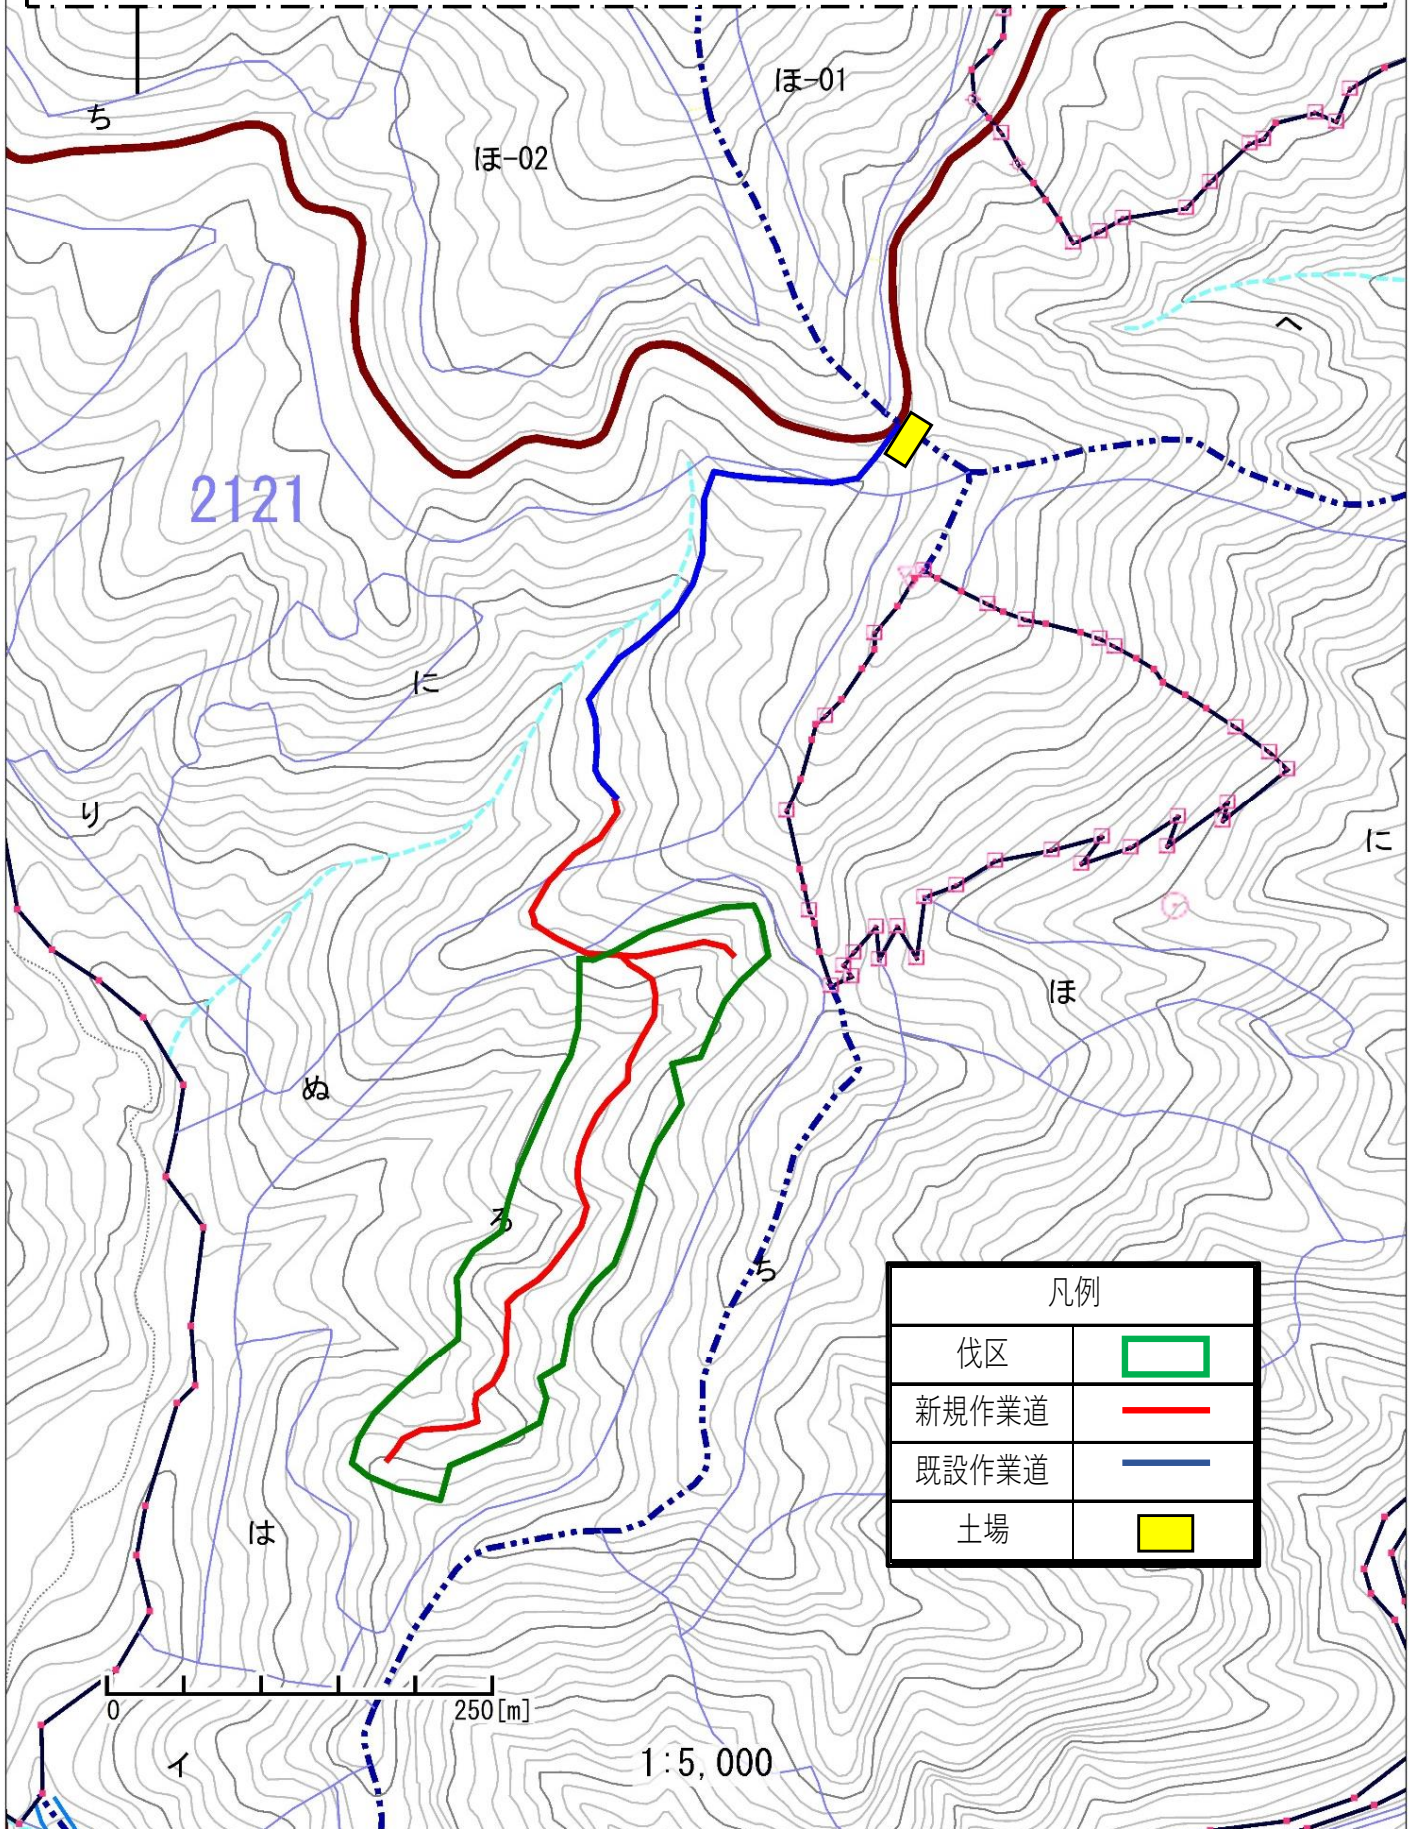 ほ-01
ち
ほ-02
へ
2121
に
り
に
ほ
ぬ
ろ
ち
凡例
伐区
新規作業道
既設作業道
土場
は
0 250[m]
イ
1:5,000